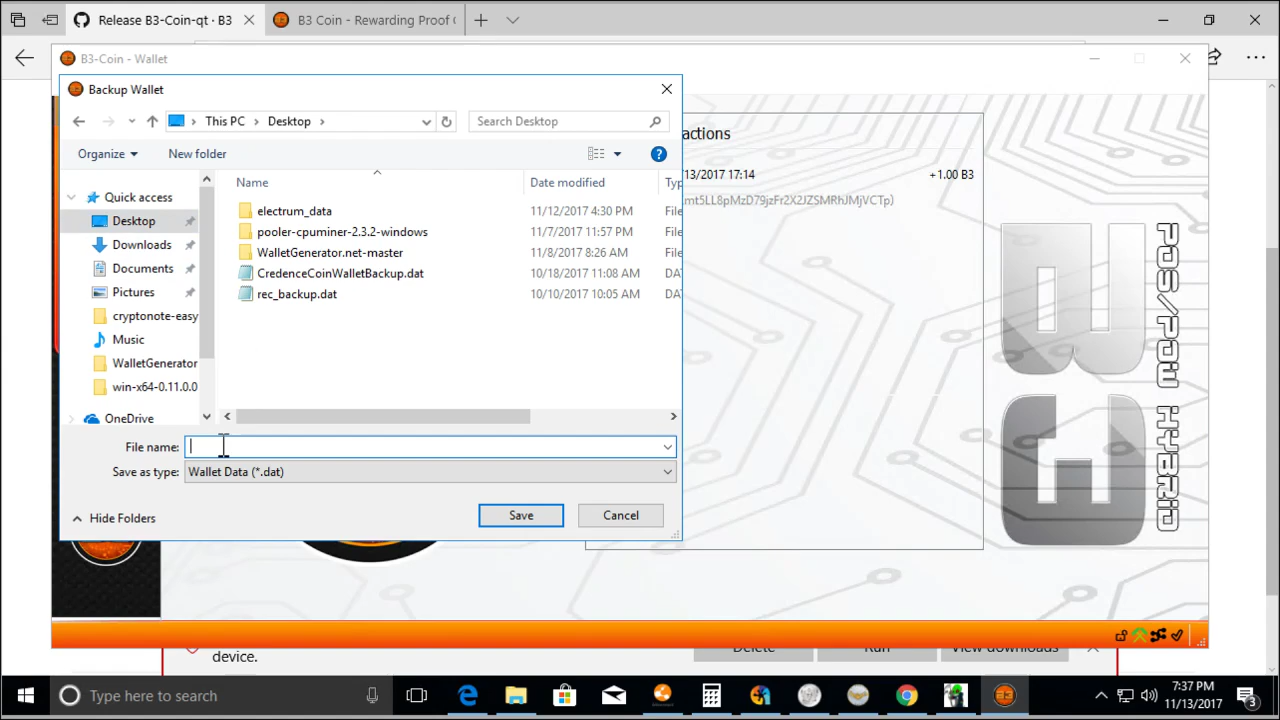 Release B3-Coin-qt · B3
B3 Coin - Rewarding Proof
B3-Coin - Wallet
Backup Wallet
This PC
Desktop
Search Desktop
Organize
New folder
Name
Date modified
Quick access
Desktop
Downloads
Documents
Pictures
cryptonote-easy
Music
WalletGenerator
win-x64-0.11.0.0
OneDrive
electrum_data 11/12/2017 4:30 PM File
pooler-cpuminer-2.3.2-windows 11/7/2017 11:57 PM File
WalletGenerator.net-master 11/8/2017 8:26 AM File
CredenceCoinWalletBackup.dat 10/18/2017 11:08 AM DA
rec_backup.dat 10/10/2017 10:05 AM DA
File name:
Save as type: Wallet Data (*.dat)
Hide Folders
Save
Cancel
actions
/13/2017 17:14 +1.00 B3
mt5LL8pMzD79jzFr2X2JZSMRhJMjVCTp)
B3
POS/POW HYBRID
device.
Delete
Run
View downloads
Type here to search
7:37 PM
11/13/2017
3